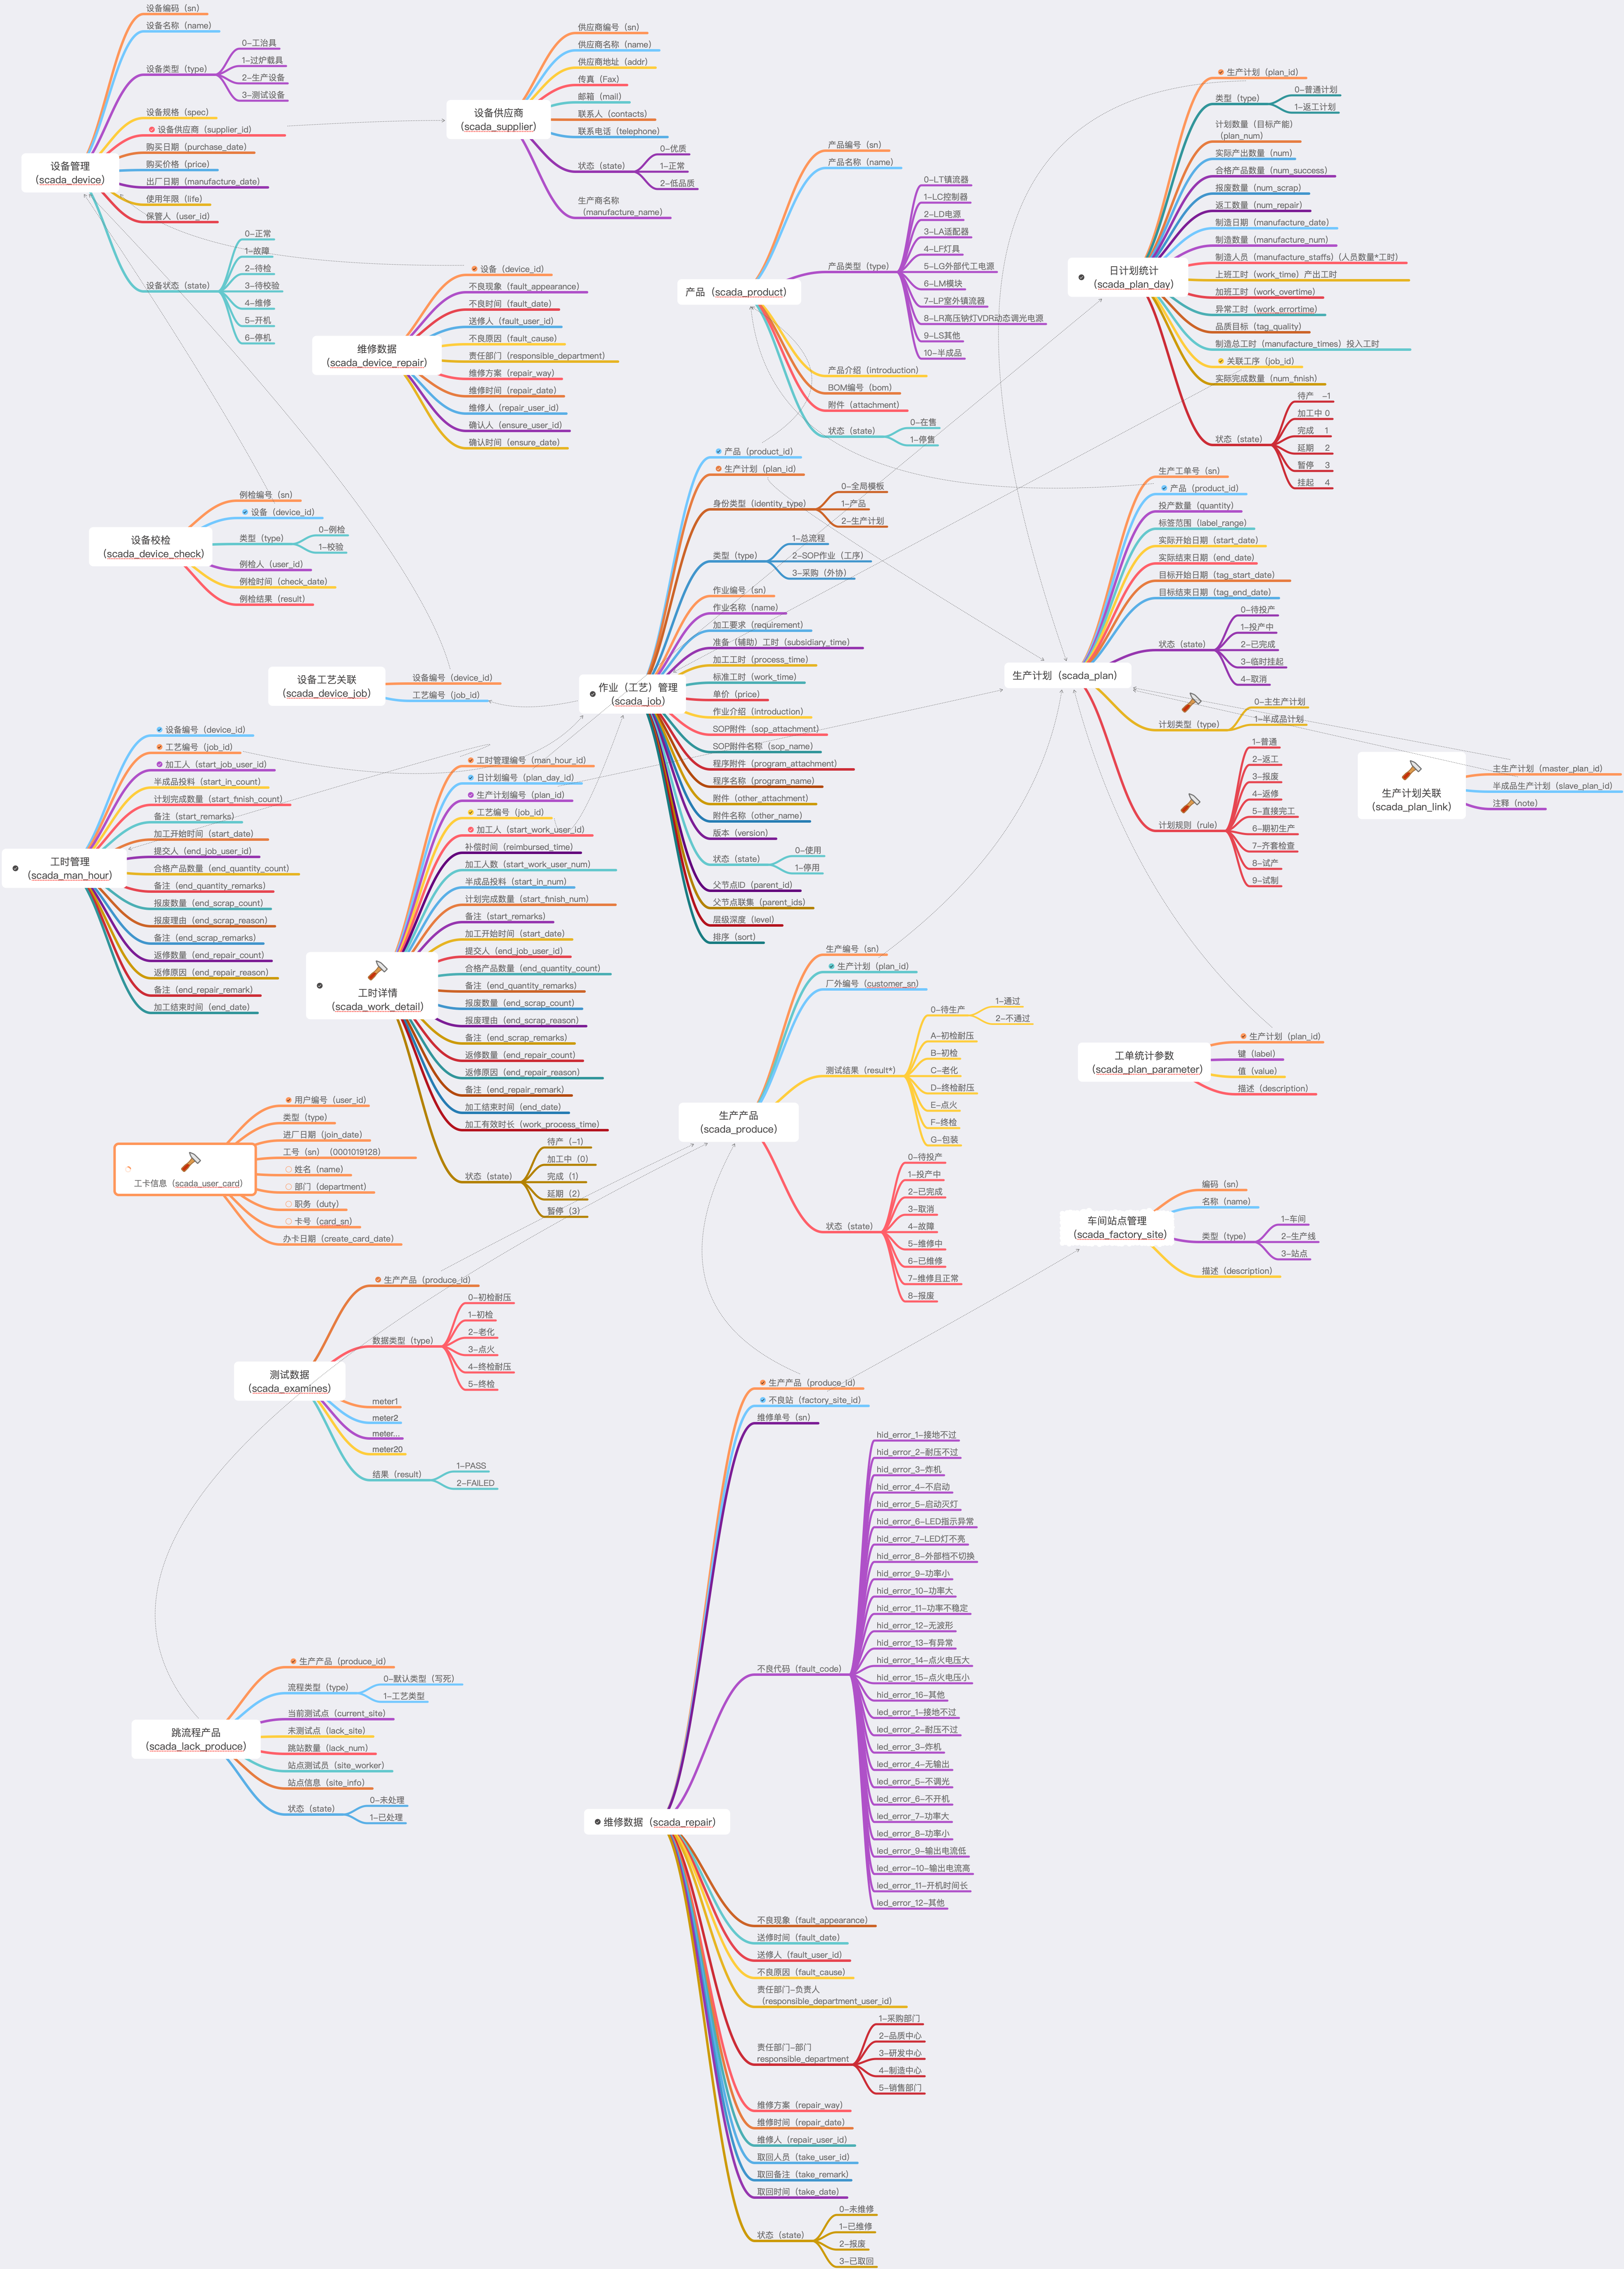 设备管理
（scada_device）
设备编码（sn）
设备名称（name）
设备类型（type）
0-工治具
1-过炉载具
2-生产设备
3-测试设备
设备规格（spec）
设备供应商（supplier_id）
购买日期（purchase_date）
购买价格（price）
出厂日期（manufacture_date）
使用年限（life）
保管人（user_id）
设备状态（state）
0-正常
1-故障
2-待检
3-待校验
4-维修
5-开机
6-停机
设备供应商
（scada_supplier）
供应商编号（sn）
供应商名称（name）
供应商地址（addr）
传真（Fax）
邮箱（mail）
联系人（contacts）
联系电话（telephone）
状态（state）
0-优质
1-正常
2-低品质
生产商名称
（manufacture_name）
维修数据
（scada_device_repair）
设备（device_id）
不良现象（fault_appearance）
不良时间（fault_date）
送修人（fault_user_id）
不良原因（fault_cause）
责任部门（responsible_department）
维修方案（repair_way）
维修时间（repair_date）
维修人（repair_user_id）
确认人（ensure_user_id）
确认时间（ensure_date）
产品（scada_product）
产品编号（sn）
产品名称（name）
产品类型（type）
0-LT镇流器
1-LC控制器
2-LD电源
3-LA适配器
4-LF灯具
5-LG外部代工电源
6-LM模块
7-LP室外镇流器
8-LR高压钠灯VDR动态调光电源
9-LS其他
10-半成品
产品介绍（introduction）
BOM编号（bom）
附件（attachment）
状态（state）
0-在售
1-停售
日计划统计
（scada_plan_day）
生产计划（plan_id）
类型（type）
0-普通计划
1-返工计划
计划数量（目标产能）
（plan_num）
实际产出数量（num）
合格产品数量（num_success）
报废数量（num_scrap）
返工数量（num_repair）
制造日期（manufacture_date）
制造数量（manufacture_num）
制造人员（manufacture_staffs）（人员数量*工时）
上班工时（work_time）产出工时
加班工时（work_overtime）
异常工时（work_errortime）
品质目标（tag_quality）
制造总工时（manufacture_times）投入工时
关联工序（job_id）
实际完成数量（num_finish）
状态（state）
待产 -1
加工中 0
完成 1
延期 2
暂停 3
挂起 4
设备校检
（scada_device_check）
例检编号（sn）
设备（device_id）
类型（type）
0-例检
1-校验
例检人（user_id）
例检时间（check_date）
例检结果（result）
设备工艺关联
（scada_device_job）
设备编号（device_id）
工艺编号（job_id）
作业（工艺）管理
（scada_job）
产品（product_id）
生产计划（plan_id）
身份类型（identity_type）
0-全局模板
1-产品
2-生产计划
类型（type）
1-总流程
2-SOP作业（工序）
3-采购（外协）
作业编号（sn）
作业名称（name）
加工要求（requirement）
准备（辅助）工时（subsidiary_time）
加工工时（process_time）
标准工时（work_time）
单价（price）
作业介绍（introduction）
SOP附件（sop_attachment）
SOP附件名称（sop_name）
程序附件（program_attachment）
程序名称（program_name）
附件（other_attachment）
附件名称（other_name）
版本（version）
状态（state）
0-使用
1-停用
父节点ID（parent_id）
父节点联集（parent_ids）
层级深度（level）
排序（sort）
生产计划（scada_plan）
生产工单号（sn）
产品（product_id）
投产数量（quantity）
标签范围（label_range）
实际开始日期（start_date）
实际结束日期（end_date）
目标开始日期（tag_start_date）
目标结束日期（tag_end_date）
状态（state）
0-待投产
1-投产中
2-已完成
3-临时挂起
4-取消
计划类型（type）
0-主生产计划
1-半成品计划
计划规则（rule）
1-普通
2-返工
3-报废
4-返修
5-直接完工
6-期初生产
7-齐套检查
8-试产
9-试制
生产计划关联
（scada_plan_link）
主生产计划（master_plan_id）
半成品生产计划（slave_plan_id）
注释（note）
工时管理
（scada_man_hour）
设备编号（device_id）
工艺编号（job_id）
加工人（start_job_user_id）
半成品投料（start_in_count）
计划完成数量（start_finish_count）
备注（start_remarks）
加工开始时间（start_date）
提交人（end_job_user_id）
合格产品数量（end_quantity_count）
备注（end_quantity_remarks）
报废数量（end_scrap_count）
报废理由（end_scrap_reason）
备注（end_scrap_remarks）
返修数量（end_repair_count）
返修原因（end_repair_reason）
备注（end_repair_remark）
加工结束时间（end_date）
工时详情
（scada_work_detail）
工时管理编号（man_hour_id）
日计划编号（plan_day_id）
生产计划编号（plan_id）
工艺编号（job_id）
加工人（start_work_user_id）
补偿时间（reimbursed_time）
加工人数（start_work_user_num）
半成品投料（start_in_num）
计划完成数量（start_finish_num）
备注（start_remarks）
加工开始时间（start_date）
提交人（end_job_user_id）
合格产品数量（end_quantity_count）
备注（end_quantity_remarks）
报废数量（end_scrap_count）
报废理由（end_scrap_reason）
备注（end_scrap_remarks）
返修数量（end_repair_count）
返修原因（end_repair_reason）
备注（end_repair_remark）
加工结束时间（end_date）
加工有效时长（work_process_time）
状态（state）
待产（-1）
加工中（0）
完成（1）
延期（2）
暂停（3）
生产产品
（scada_produce）
生产编号（sn）
生产计划（plan_id）
厂外编号（customer_sn）
测试结果（result*）
0-待生产
1-通过
2-不通过
A-初检耐压
B-初检
C-老化
D-终检耐压
E-点火
F-终检
G-包装
状态（state）
0-待投产
1-投产中
2-已完成
3-取消
4-故障
5-维修中
6-已维修
7-维修且正常
8-报废
工单统计参数
（scada_plan_parameter）
生产计划（plan_id）
键（label）
值（value）
描述（description）
工卡信息（scada_user_card）
用户编号（user_id）
类型（type）
进厂日期（join_date）
工号（sn）（0001019128）
姓名（name）
部门（department）
职务（duty）
卡号（card_sn）
办卡日期（create_card_date）
车间站点管理
（scada_factory_site）
编码（sn）
名称（name）
类型（type）
1-车间
2-生产线
3-站点
描述（description）
测试数据
（scada_examines）
生产产品（produce_Id）
数据类型（type）
0-初检耐压
1-初检
2-老化
3-点火
4-终检耐压
5-终检
meter1
meter2
meter...
meter20
结果（result）
1-PASS
2-FAILED
跳流程产品
（scada_lack_produce）
生产产品（produce_id）
流程类型（type）
0-默认类型（写死）
1-工艺类型
当前测试点（current_site）
未测试点（lack_site）
跳站数量（lack_num）
站点测试员（site_worker）
站点信息（site_info）
状态（state）
0-未处理
1-已处理
维修数据（scada_repair）
生产产品（produce_Id）
不良站（factory_site_id）
维修单号（sn）
不良代码（fault_code）
hid_error_1-接地不过
hid_error_2-耐压不过
hid_error_3-炸机
hid_error_4-不启动
hid_error_5-启动灭灯
hid_error_6-LED指示异常
hid_error_7-LED灯不亮
hid_error_8-外部档不切换
hid_error_9-功率小
hid_error_10-功率大
hid_error_11-功率不稳定
hid_error_12-无波形
hid_error_13-有异常
hid_error_14-点火电压大
hid_error_15-点火电压小
hid_error_16-其他
led_error_1-接地不过
led_error_2-耐压不过
led_error_3-炸机
led_error_4-无输出
led_error_5-不调光
led_error_6-不开机
led_error_7-功率大
led_error_8-功率小
led_error_9-输出电流低
led_error-10-输出电流高
led_error_11-开机时间长
led_error_12-其他
不良现象（fault_appearance）
送修时间（fault_date）
送修人（fault_user_id）
不良原因（fault_cause）
责任部门-负责人
（responsible_department_user_id）
责任部门-部门
responsible_department
1-采购部门
2-品质中心
3-研发中心
4-制造中心
5-销售部门
维修方案（repair_way）
维修时间（repair_date）
维修人（repair_user_id）
取回人员（take_user_id）
取回备注（take_remark）
取回时间（take_date）
状态（state）
0-未维修
1-已维修
2-报废
3-已取回